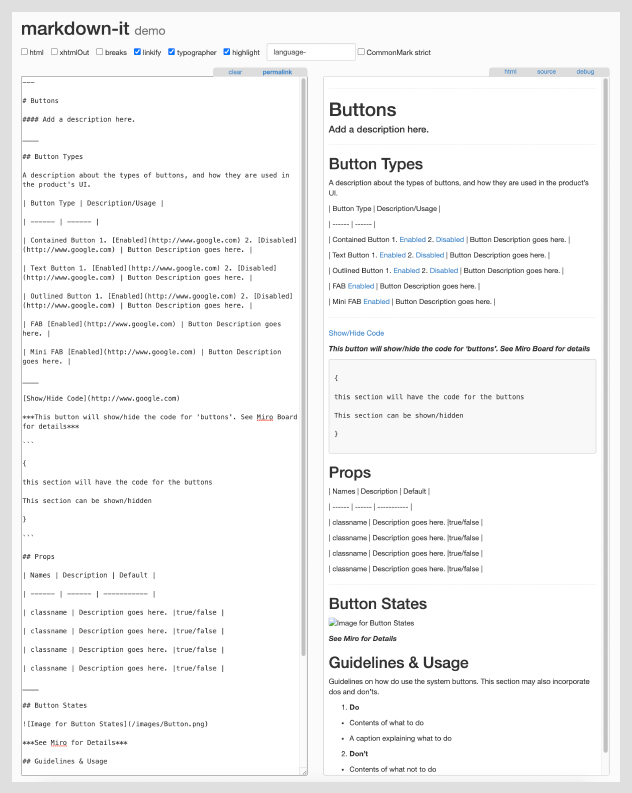 markdown-it demo
html xhtmlOut breaks linkify typographer highlight language- CommonMark strict
clear permalink
———
# Buttons
#### Add a description here.
____
## Button Types
A description about the types of buttons, and how they are used in
the product's UI.
| Button Type | Description/Usage |
| —————— | —————— |
| Contained Button 1. [Enabled](http://www.google.com) 2. [Disabled]
(http://www.google.com) | Button Description goes here. |
| Text Button 1. [Enabled](http://www.google.com) 2. [Disabled]
(http://www.google.com) | Button Description goes here. |
| Outlined Button 1. [Enabled](http://www.google.com) 2. [Disabled]
(http://www.google.com) | Button Description goes here. |
| FAB [Enabled](http://www.google.com) | Button Description goes
here. |
| Mini FAB [Enabled](http://www.google.com) | Button Description
goes here. |
____
[Show/Hide Code](http://www.google.com)
***This button will show/hide the code for 'buttons'. See Miro Board
for details***
```
{
this section will have the code for the buttons
This section can be shown/hidden
}
```
## Props
| Names | Description | Default |
| —————— | —————— | ——————————— |
| classname | Description goes here. |true/false |
| classname | Description goes here. |true/false |
| classname | Description goes here. |true/false |
| classname | Description goes here. |true/false |
____
## Button States
![Image for Button States](/images/Button.png)
***See Miro for Details***
## Guidelines & Usage
html source debug
Buttons
Add a description here.
Button Types
A description about the types of buttons, and how they are used in the product's
UI.
| Button Type | Description/Usage |
| ------ | ------ |
| Contained Button 1. Enabled 2. Disabled | Button Description goes here. |
| Text Button 1. Enabled 2. Disabled | Button Description goes here. |
| Outlined Button 1. Enabled 2. Disabled | Button Description goes here. |
| FAB Enabled | Button Description goes here. |
| Mini FAB Enabled | Button Description goes here. |
Show/Hide Code
This button will show/hide the code for 'buttons'. See Miro Board for details
{
this section will have the code for the buttons
This section can be shown/hidden
}
Props
| Names | Description | Default |
| ------ | ------ | ----------- |
| classname | Description goes here. |true/false |
| classname | Description goes here. |true/false |
| classname | Description goes here. |true/false |
| classname | Description goes here. |true/false |
Button States
Image for Button States
See Miro for Details
Guidelines & Usage
Guidelines on how do use the system buttons. This section may also incorporate
dos and don'ts.
1. Do
• Contents of what to do
• A caption explaining what to do
2. Don't
• Contents of what not to do